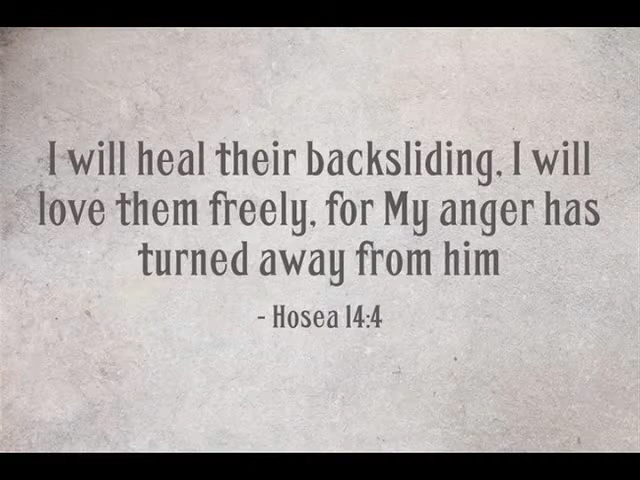 I will heal their backsliding, I will
love them freely, for My anger has
turned away from him
- Hosea 14:4